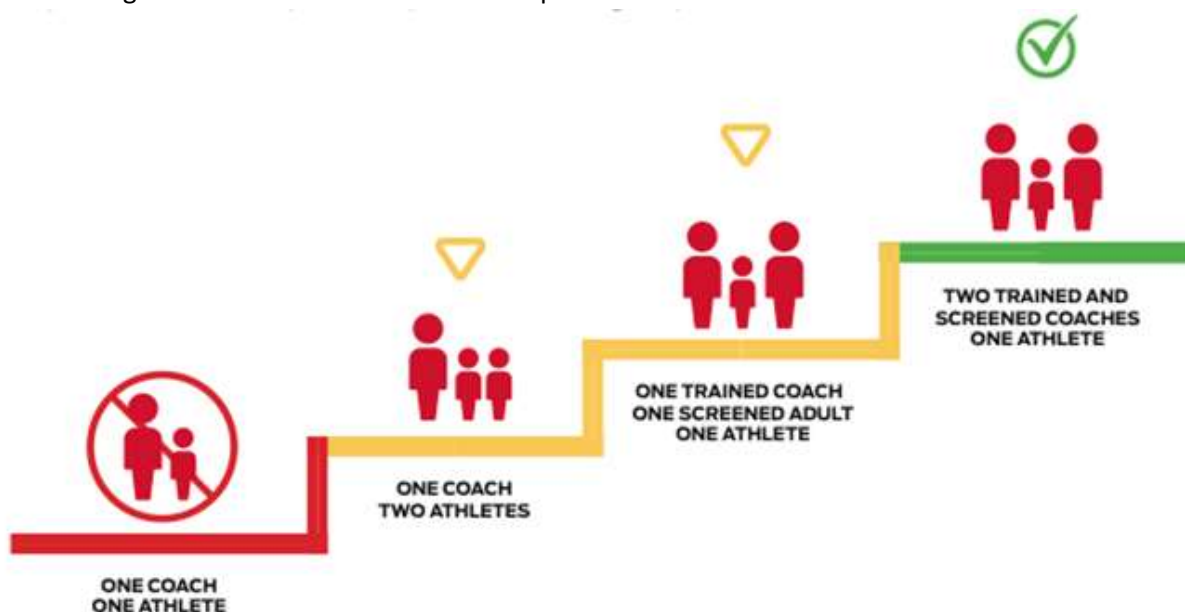 ONE COACH
ONE ATHLETE
ONE COACH
TWO ATHLETES
ONE TRAINED COACH
ONE SCREENED ADULT
ONE ATHLETE
TWO TRAINED AND
SCREENED COACHES
ONE ATHLETE